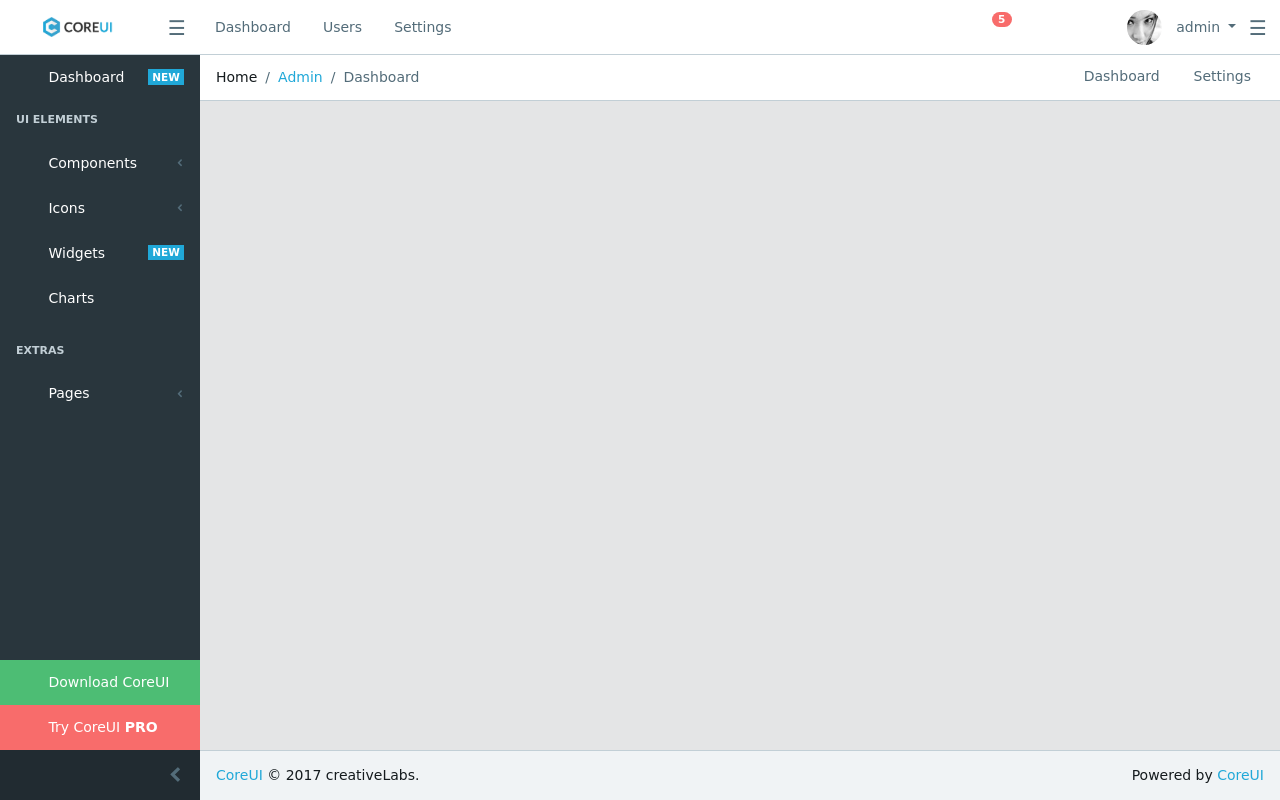 COREUI ☰ Dashboard Users Settings 5 admin ☰
Dashboard NEW
Home / Admin / Dashboard
Dashboard Settings
UI ELEMENTS
Components
Icons
Widgets NEW
Charts
EXTRAS
Pages
Download CoreUI
Try CoreUI PRO
CoreUI © 2017 creativeLabs.
Powered by CoreUI